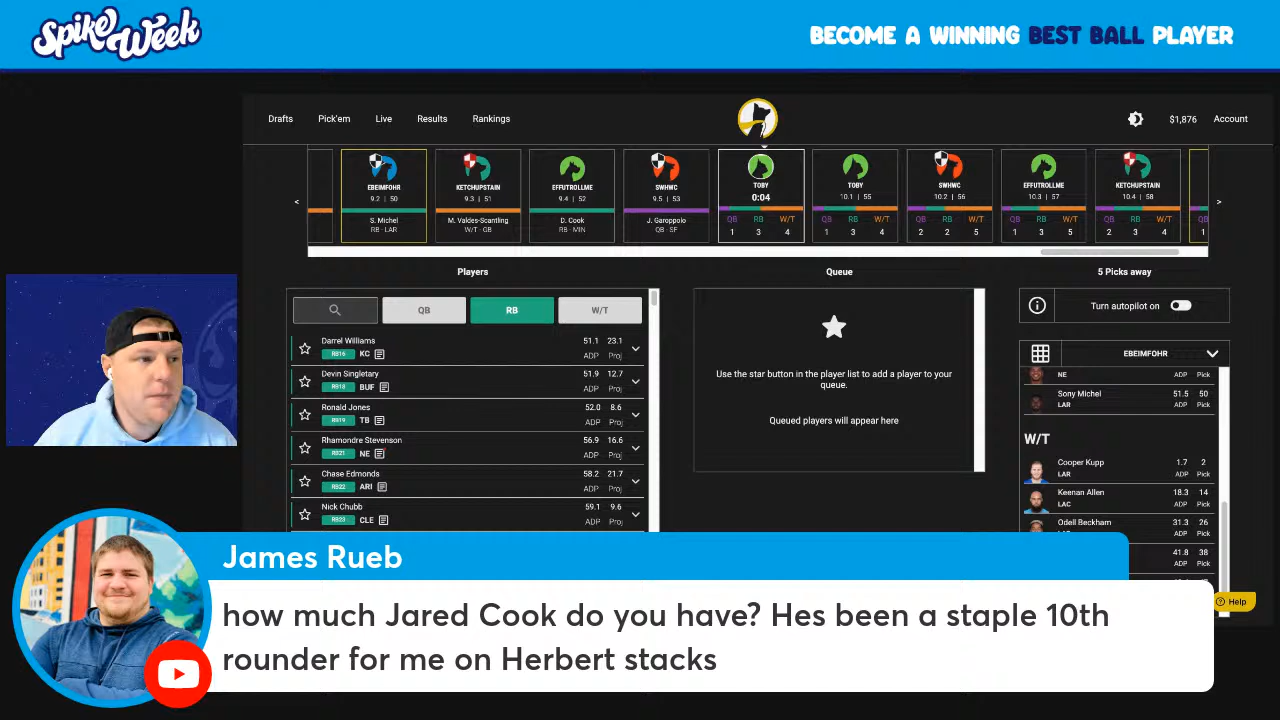 Spike Week
BECOME A WINNING BEST BALL PLAYER
Drafts Pick'em Live Results Rankings
$1,876 Account
EBEIMFOHR
9.2 | 50
S. Michel
RB - LAR
KETCHUPSTAIN
9.3 | 51
M. Valdes-Scantling
W/T - GB
EFFUTROLLME
9.4 | 52
D. Cook
RB - MIN
SWHWC
9.5 | 53
J. Garoppolo
QB - SF
TOBY
0:04
QB RB W/T
1 3 4
TOBY
10.1 | 55
QB RB W/T
1 3 4
SWHWC
10.2 | 56
QB RB W/T
2 2 5
EFFUTROLLME
10.3 | 57
QB RB W/T
1 3 5
KETCHUPSTAIN
10.4 | 58
QB RB W/T
2 3 4
QB
1
< >
Players
QB RB W/T
Darrel Williams 51.1 23.1
RB16 KC ADP Proj
Devin Singletary 51.9 12.7
RB18 BUF ADP Proj
Ronald Jones 52.0 8.6
RB19 TB ADP Proj
Rhamondre Stevenson 56.9 16.6
RB21 NE ADP Proj
Chase Edmonds 58.2 21.7
RB22 ARI ADP Proj
Nick Chubb 59.1 9.6
RB23 CLE ADP Proj
Queue
Use the star button in the player list to add a player to your
queue.
Queued players will appear here
5 Picks away
Turn autopilot on
EBEIMFOHR
NE ADP Pick
Sony Michel 51.5 50
LAR ADP Pick
W/T
Cooper Kupp 1.7 2
LAR ADP Pick
Keenan Allen 18.3 14
LAC ADP Pick
Odell Beckham 31.3 26
ADP Pick
41.8 38
ADP Pick
Help
James Rueb
how much Jared Cook do you have? Hes been a staple 10th
rounder for me on Herbert stacks